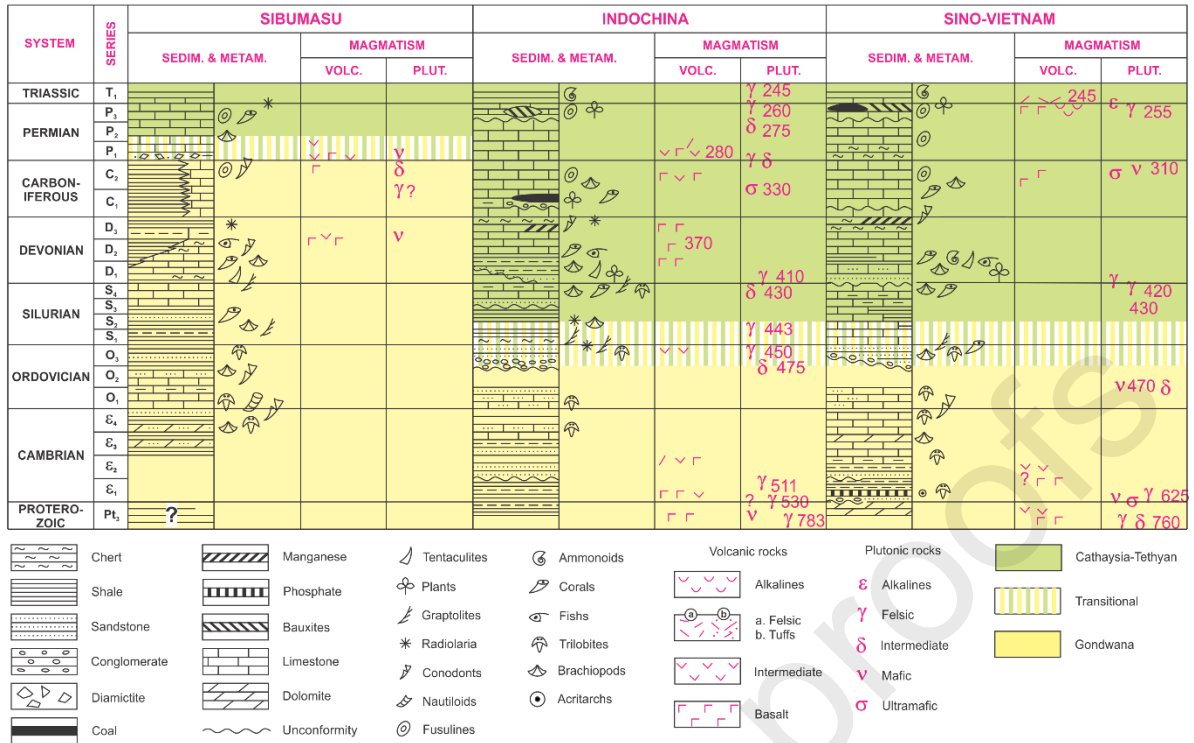 SIBUMASU INDOCHINA SINO-VIETNAM
SYSTEM SERIES SEDIM. & METAM. MAGMATISM SEDIM. & METAM. MAGMATISM SEDIM. & METAM. MAGMATISM
VOLC. PLUT. VOLC. PLUT. VOLC. PLUT.
TRIASSIC T₁ γ 245 245
PERMIAN P₃ γ 260 ε γ 255
P₂ δ 275
P₁ ν 280 γ δ
CARBON-
IFEROUS C₂ δ σ ν 310
γ? σ 330
C₁
DEVONIAN D₃
D₂ ν 370
D₁ γ 410 γ
SILURIAN S₄ δ 430 γ 420
S₃ 430
S₂ γ 443
S₁
ORDOVICIAN O₃ γ 450
δ 475
O₂ ν470 δ
O₁
CAMBRIAN Ɛ₄
Ɛ₃
Ɛ₂ γ 511 ?
Ɛ₁ ? γ 530 ν σ γ 625
PROTERO-
ZOIC Pt₃ ? ν γ 783 γ δ 760
Chert Manganese Tentaculites Ammonoids Volcanic rocks Plutonic rocks Cathaysia-Tethyan
Shale Phosphate Plants Corals Alkalines ε Alkalines Transitional
Sandstone Bauxites Graptolites Fishs a b a. Felsic γ Felsic Gondwana
b. Tuffs
Conglomerate Limestone Radiolaria Trilobites Intermediate δ Intermediate
Diamictite Dolomite Conodonts Brachiopods Basalt ν Mafic
Coal Unconformity Nautiloids Acritarchs σ Ultramafic
Fusulines
proofs